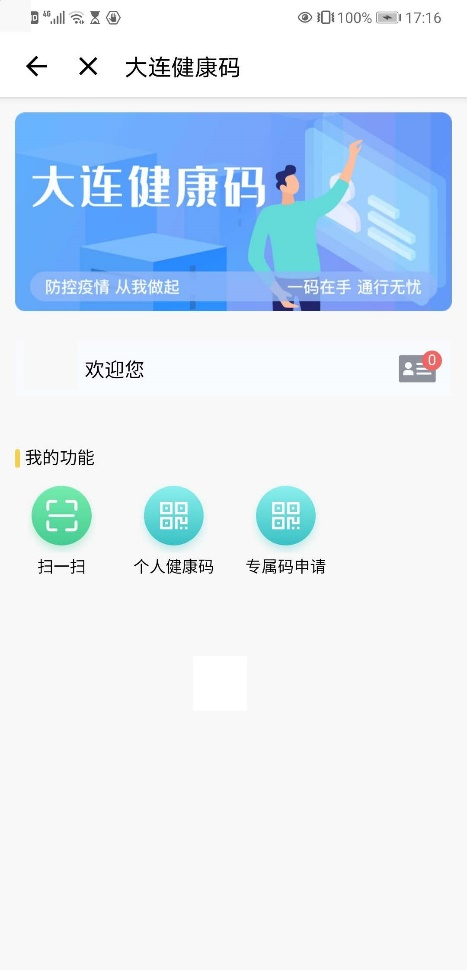 4G 100% 17:16
大连健康码
大连健康码
防控疫情 从我做起 一码在手 通行无忧
欢迎您 0
我的功能
扫一扫 个人健康码 专属码申请